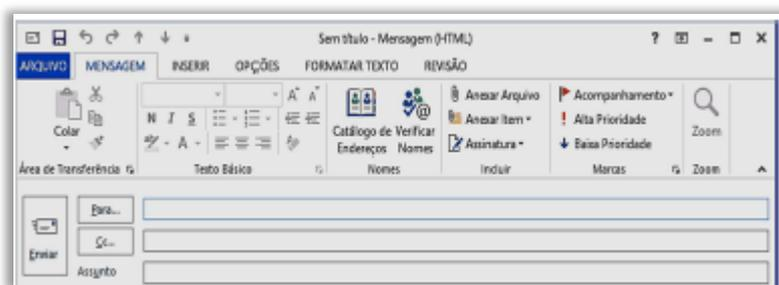 Sem título - Mensagem (HTML) ?
ARQUIVO MENSAGEM INSERIR OPÇÕES FORMATAR TEXTO REVISÃO
Colar
N I S
A A
Catálogo de Endereços
Verificar Nomes
Anexar Arquivo
Anexar Item
Assinatura
Acompanhamento
Alta Prioridade
Baixa Prioridade
Zoom
Área de Transferência Texto Básico Nomes Incluir Marcas Zoom
Enviar
Para...
Cc...
Assunto